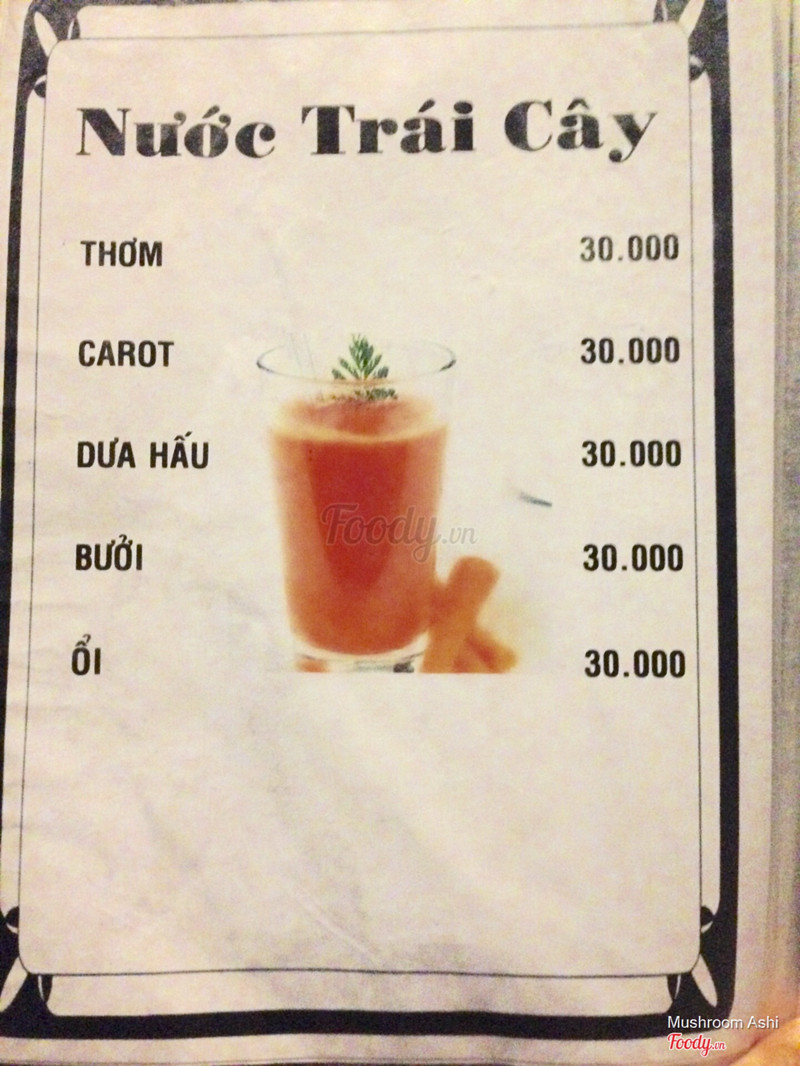 Nước Trái Cây
THƠM 30.000
CAROT 30.000
DƯA HẤU 30.000
Foody.vn
BƯỞI 30.000
ỔI 30.000
Mushroom Ashi
Foody.vn